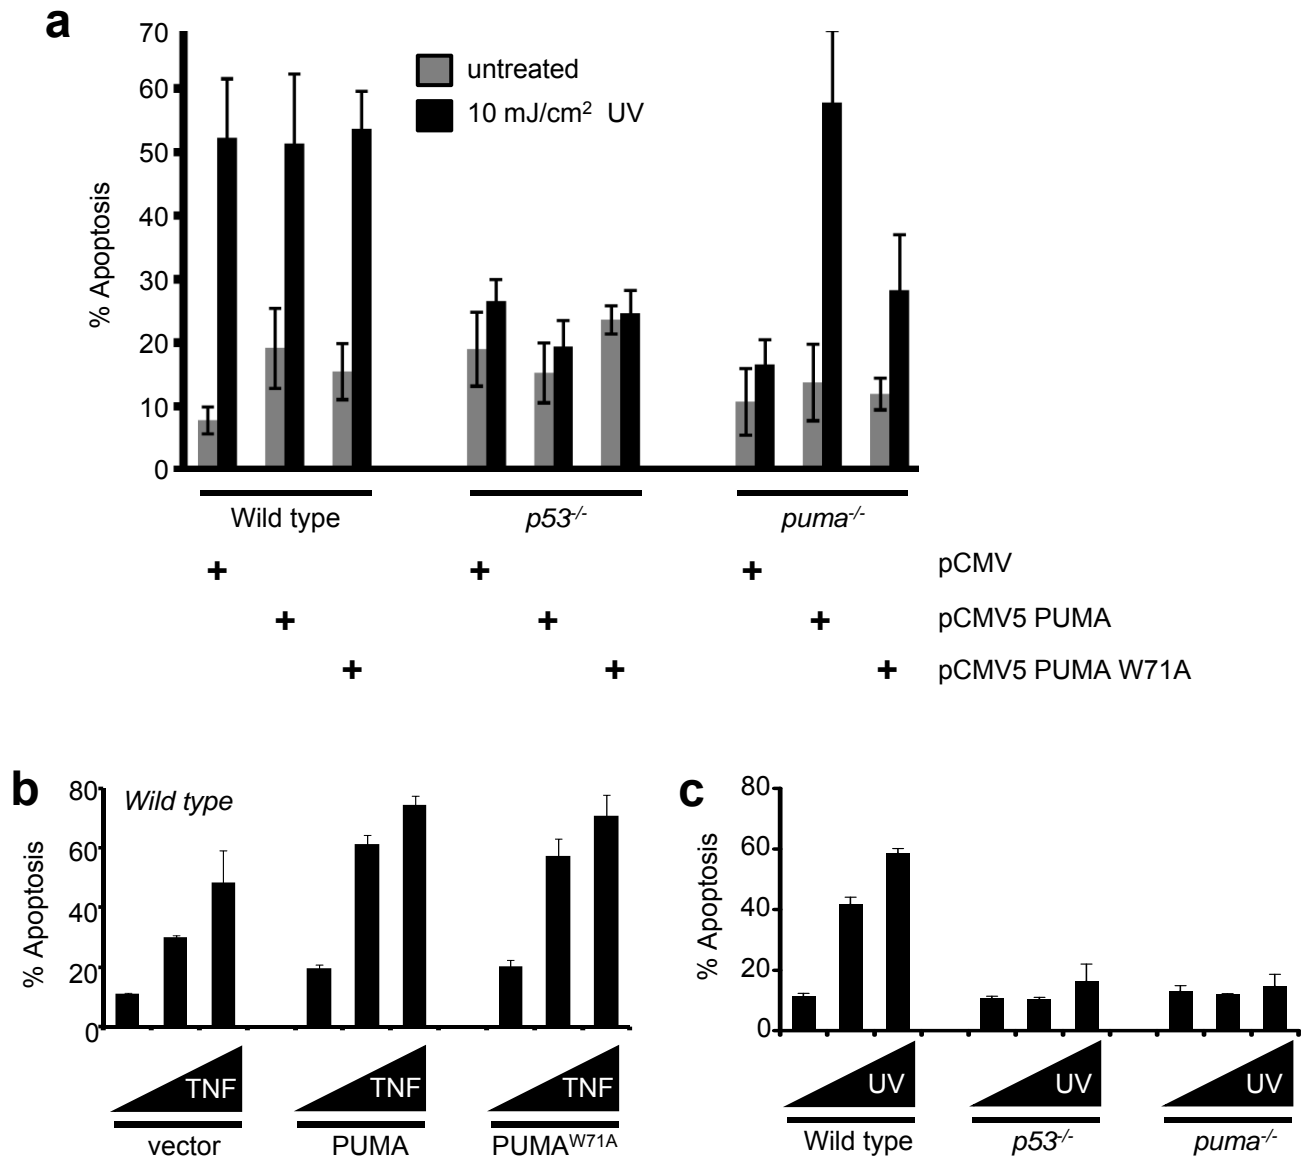 a
70
60
50
40
30
20
10
0
% Apoptosis
untreated
10 mJ/cm² UV
Wild type
p53-/-
puma-/-
+ + + pCMV
+ + + pCMV5 PUMA
+ + + pCMV5 PUMA W71A
b
80
60
40
20
0
% Apoptosis
Wild type
TNF TNF TNF
vector PUMA PUMAW71A
c
80
60
40
20
0
% Apoptosis
UV UV UV
Wild type p53-/- puma-/-